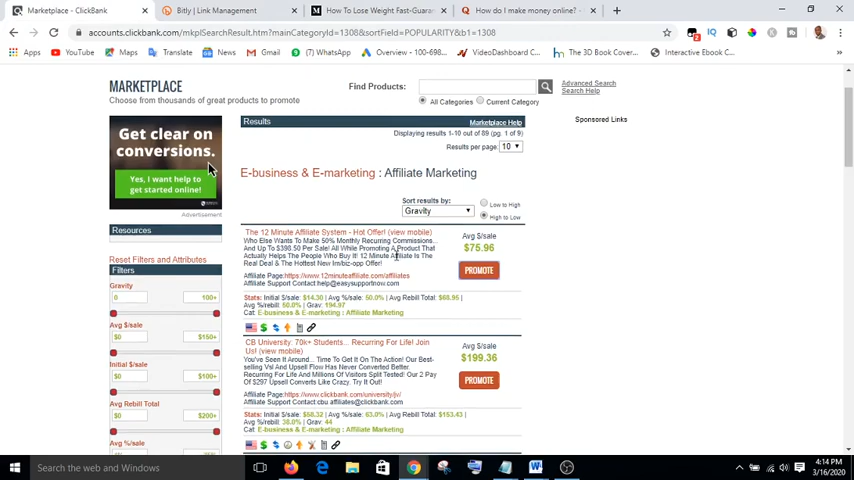 Marketplace - ClickBank
Bitly | Link Management
How To Lose Weight Fast-Guaran
How do I make money online? -
accounts.clickbank.com/mkplSearchResult.htm?mainCategoryId=1308&sortField=POPULARITY&b1=1308
Apps
YouTube
Maps
Translate
News
Gmail
(7) WhatsApp
Overview – 100-698...
VideoDashboard C...
The 3D Book Cover...
Interactive Ebook C...
MARKETPLACE
Choose from thousands of great products to promote
Find Products:
All Categories
Current Category
Advanced Search
Search Help
Get clear on
conversions.
Yes, I want help to
get started online!
Advertisement
Resources
Reset Filters and Attributes
Filters
Gravity
0
100+
Avg $/sale
$0
$150+
Initial $/sale
$0
$100+
Avg Rebill Total
$0
$200+
Avg %/sale
Results
Marketplace Help
Displaying results 1-10 out of 89 (pg. 1 of 9)
Results per page: 10
E-business & E-marketing : Affiliate Marketing
Sort results by:
Gravity
Low to High
High to Low
The 12 Minute Affiliate System - Hot Offer! (view mobile)
Who Else Wants To Make 50% Monthly Recurring Commissions...
And Up To $398.50 Per Sale! All While Promoting A Product That
Actually Helps The People Who Buy It! 12 Minute Affiliate Is The
Real Deal & The Hottest New Im/biz-opp Offer!
Affiliate Page:https://www.12minuteaffiliate.com/affiliates
Affiliate Support Contact:help@easysupportnow.com
Stats: Initial $/sale: $14.30 | Avg %/sale: 50.0% | Avg Rebill Total: $68.95 |
Avg %/rebill: 50.0% | Grav: 194.97
Cat: E-business & E-marketing : Affiliate Marketing
Avg $/sale
$75.96
PROMOTE
CB University: 70k+ Students... Recurring For Life! Join
Us! (view mobile)
You've Seen It Around... Time To Get It On The Action! Our Best-
selling Vsl And Upsell Flow Has Never Converted Better.
Recurring For Life And Millions Of Visitors Split Tested! Our 2 Pay
Of $297 Upsell Converts Like Crazy. Try It Out!
Affiliate Page:https://www.clickbank.com/university/jv/
Affiliate Support Contact:cbu affiliates@clickbank.com
Stats: Initial $/sale: $58.32 | Avg %/sale: 63.0% | Avg Rebill Total: $153.43 |
Avg %/rebill: 38.0% | Grav: 44
Cat: E-business & E-marketing : Affiliate Marketing
Avg $/sale
$199.36
PROMOTE
Sponsored Links
Search the web and Windows
4:14 PM
3/16/2020